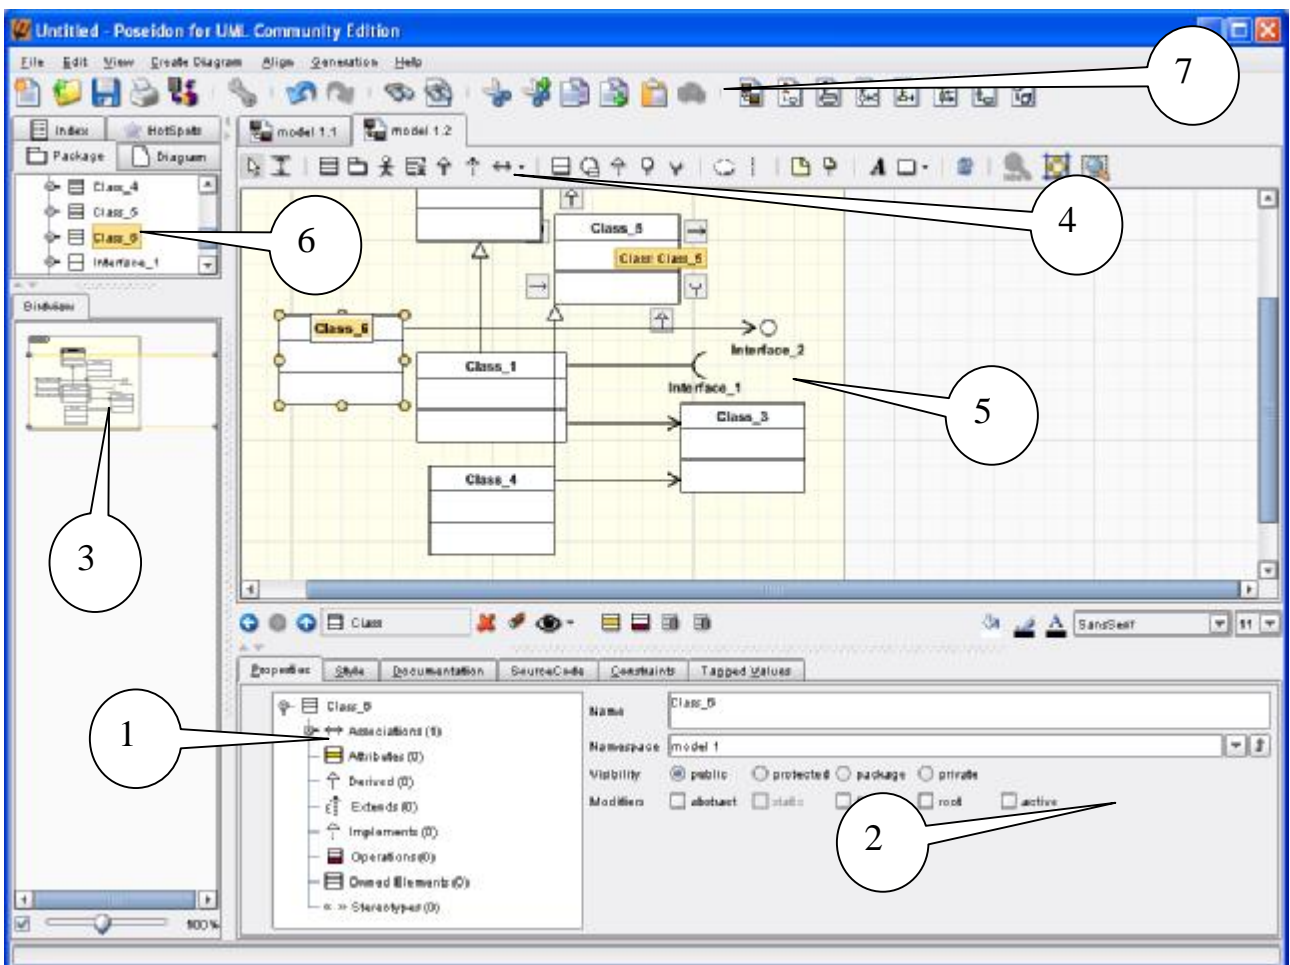 Untitled - Poseidon for UML Community Edition
File Edit View Create Diagram Align Generation Help
7
Index HotSpots
Package Diagram
model 1.1 model 1.2
Class_4
Class_5
Class_6
Interface_1
6
4
Class_5
Class: Class_5
Birdview
Class_6
Interface_2
Class_1
Interface_1
Class_3
5
Class_4
3
Class
SansSerif 11
Properties Style Documentation SourceCode Constraints Tagged Values
Class_6
Associations (1)
Attributes (0)
Derived (0)
Extends (0)
Implements (0)
Operations (0)
Owned Elements (0)
« » Stereotypes (0)
1
Name Class_6
Namespace model 1
Visibility public protected package private
Modifiers abstract static root active
2
100%